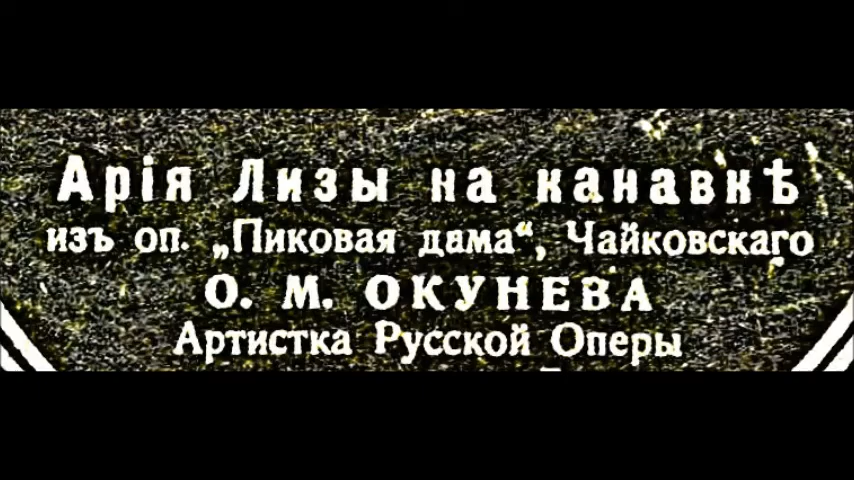 Арія Лизы на канавкѣ
изъ оп. „Пиковая дама“, Чайковскаго
О. М. ОКУНЕВА
Артистка Русской Оперы